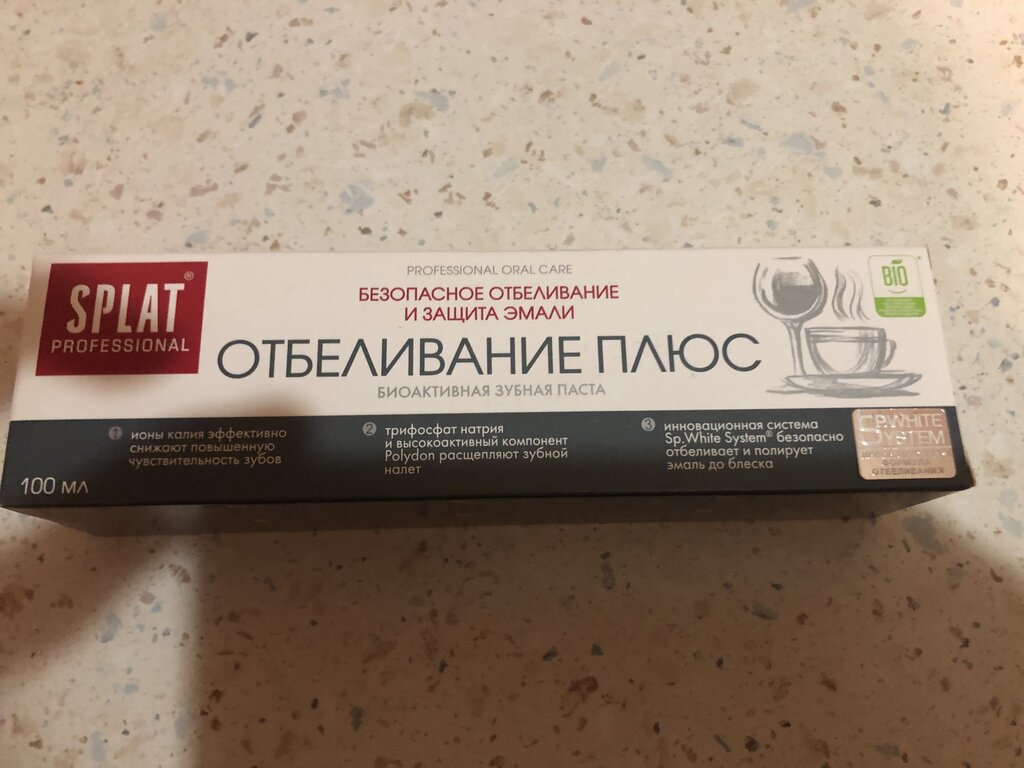 SPLAT®
PROFESSIONAL
PROFESSIONAL ORAL CARE
БЕЗОПАСНОЕ ОТБЕЛИВАНИЕ
И ЗАЩИТА ЭМАЛИ
ОТБЕЛИВАНИЕ ПЛЮС
БИОАКТИВНАЯ ЗУБНАЯ ПАСТА
BIO
1 ионы калия эффективно
снижают повышенную
чувствительность зубов
2 трифосфат натрия
и высокоактивный компонент
Polydon расщепляют зубной
налет
3 инновационная система
Sp.White System® безопасно
отбеливает и полирует
эмаль до блеска
SP.WHITE
SYSTEM
ФОРМУЛА
ОТБЕЛИВАНИЯ
100 МЛ